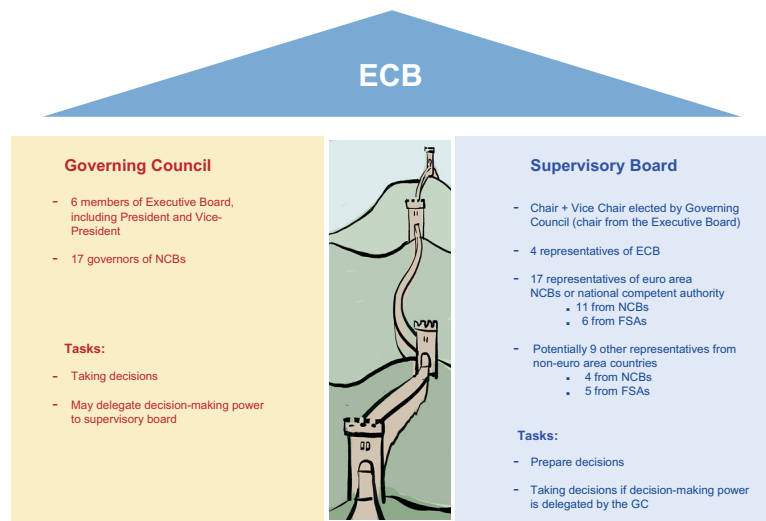 ECB
Governing Council
- 6 members of Executive Board,
including President and Vice-
President
- 17 governors of NCBs
Tasks:
- Taking decisions
- May delegate decision-making power
to supervisory board
Supervisory Board
- Chair + Vice Chair elected by Governing
Council (chair from the Executive Board)
- 4 representatives of ECB
- 17 representatives of euro area
NCBs or national competent authority
▪ 11 from NCBs
▪ 6 from FSAs
- Potentially 9 other representatives from
non-euro area countries
▪ 4 from NCBs
▪ 5 from FSAs
Tasks:
- Prepare decisions
- Taking decisions if decision-making power
is delegated by the GC